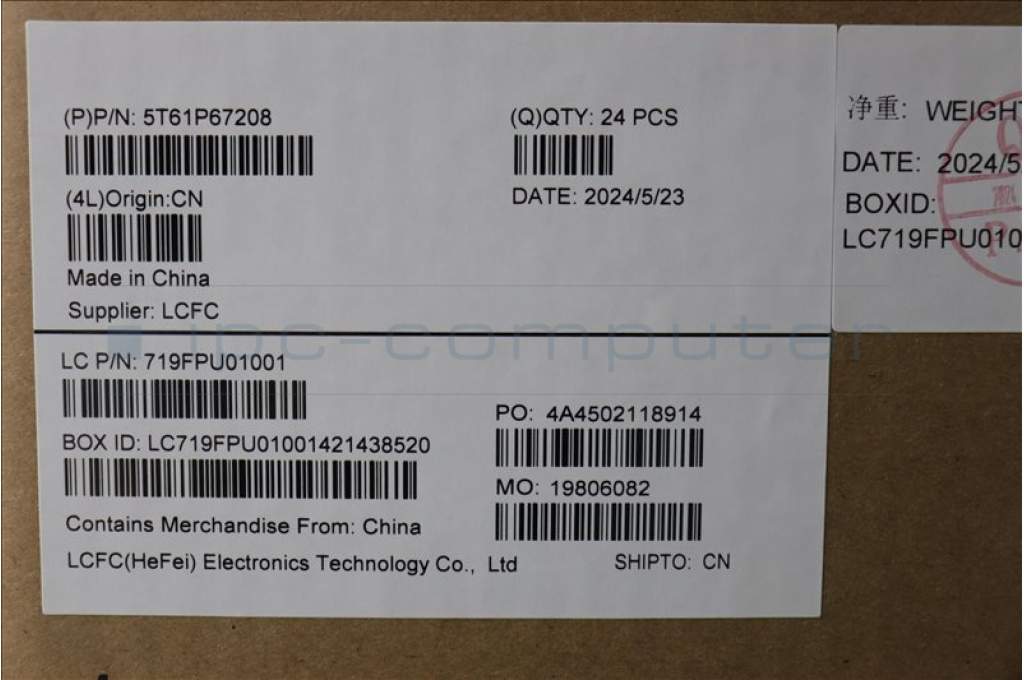 (P)P/N: 5T61P67208
(Q)QTY: 24 PCS
(4L)Origin:CN
DATE: 2024/5/23
Made in China
Supplier: LCFC
净重: WEIGHT
DATE: 2024/5
BOXID:
LC719FPU010
ipc-computer
LC P/N: 719FPU01001
PO: 4A4502118914
BOX ID: LC719FPU01001421438520
MO: 19806082
Contains Merchandise From: China
LCFC(HeFei) Electronics Technology Co., Ltd
SHIPTO: CN